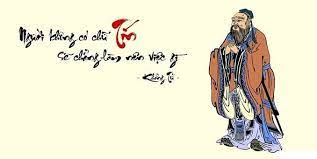 Người không có chữ Tín
Sẽ chẳng làm nên việc gì
- Khổng Tử -